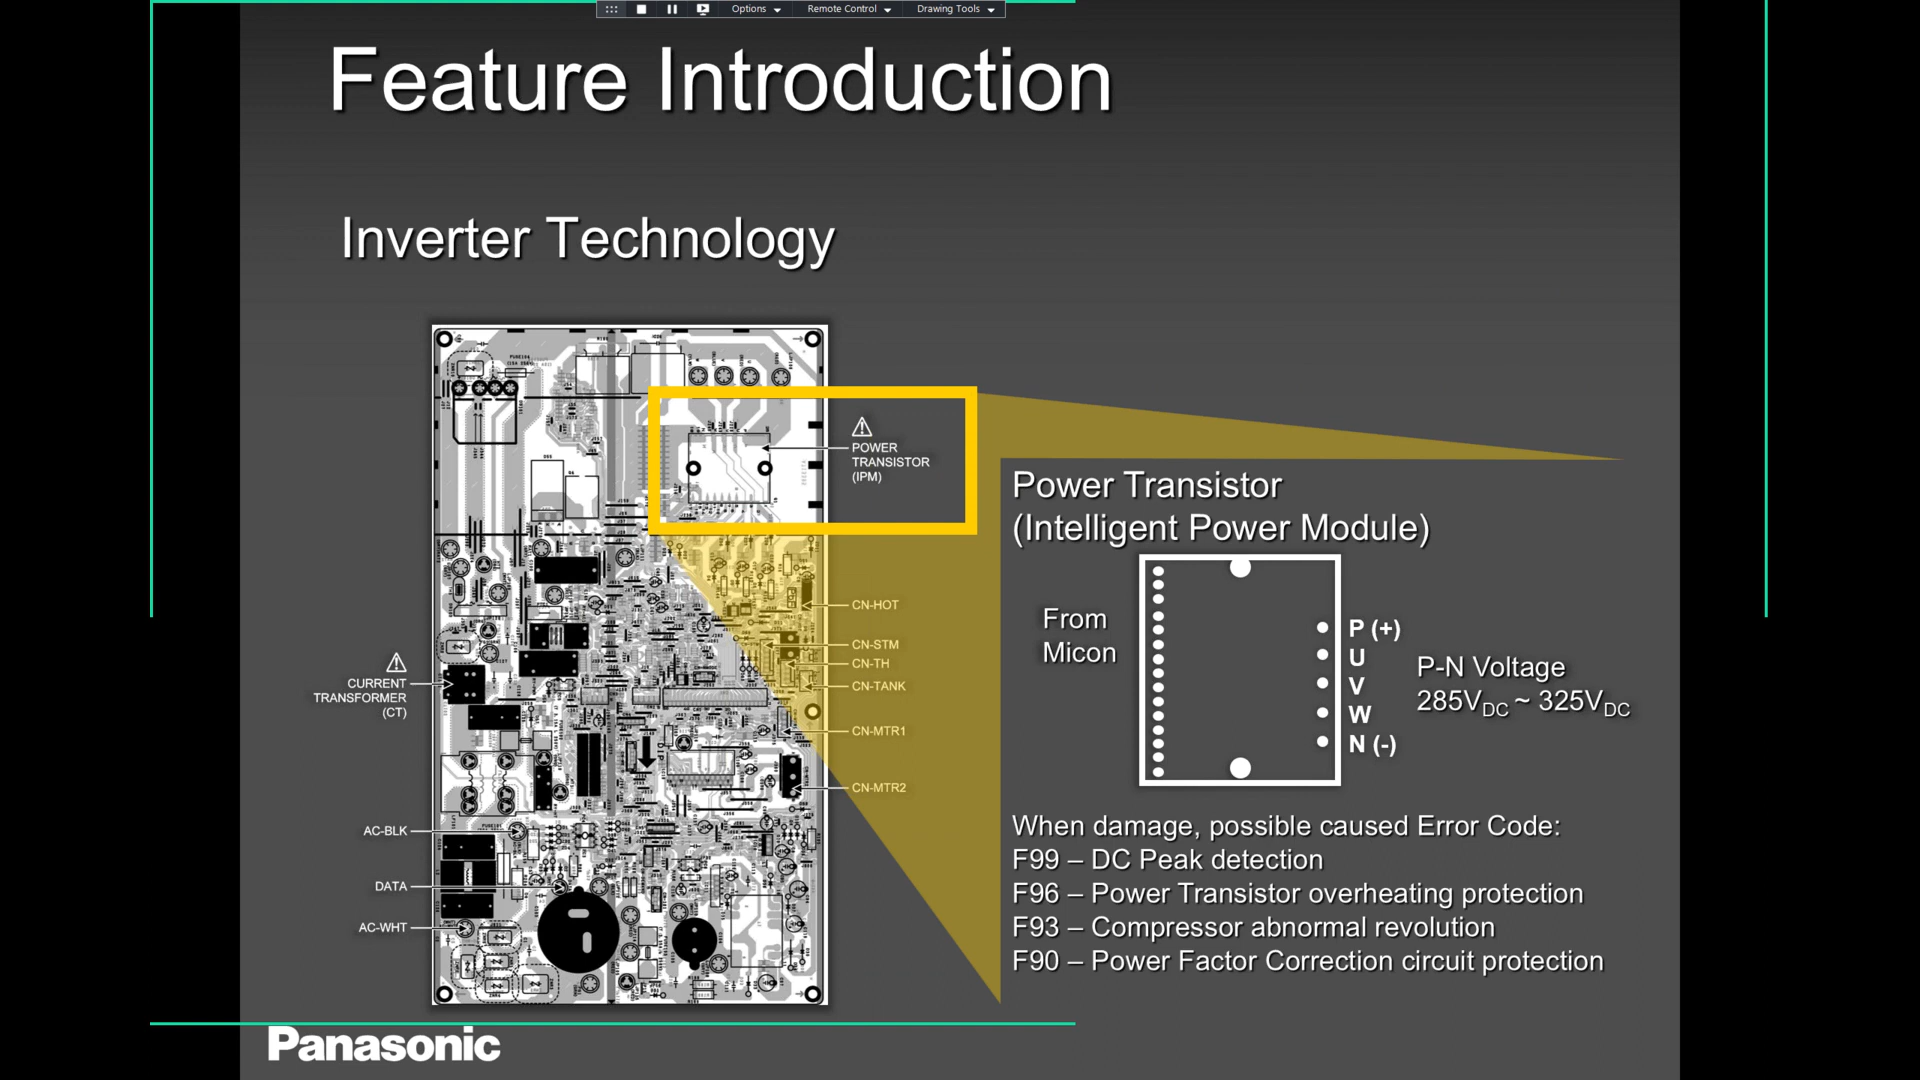 Options
Remote Control
Drawing Tools
Feature Introduction
Inverter Technology
POWER
TRANSISTOR
(IPM)
CN-HOT
CN-STM
CN-TH
CN-TANK
CN-MTR1
CN-MTR2
CURRENT
TRANSFORMER
(CT)
AC-BLK
DATA
AC-WHT
Power Transistor
(Intelligent Power Module)
From
Micon
P (+)
U
V
W
N (-)
P-N Voltage
285VDC ~ 325VDC
When damage, possible caused Error Code:
F99 – DC Peak detection
F96 – Power Transistor overheating protection
F93 – Compressor abnormal revolution
F90 – Power Factor Correction circuit protection
Panasonic